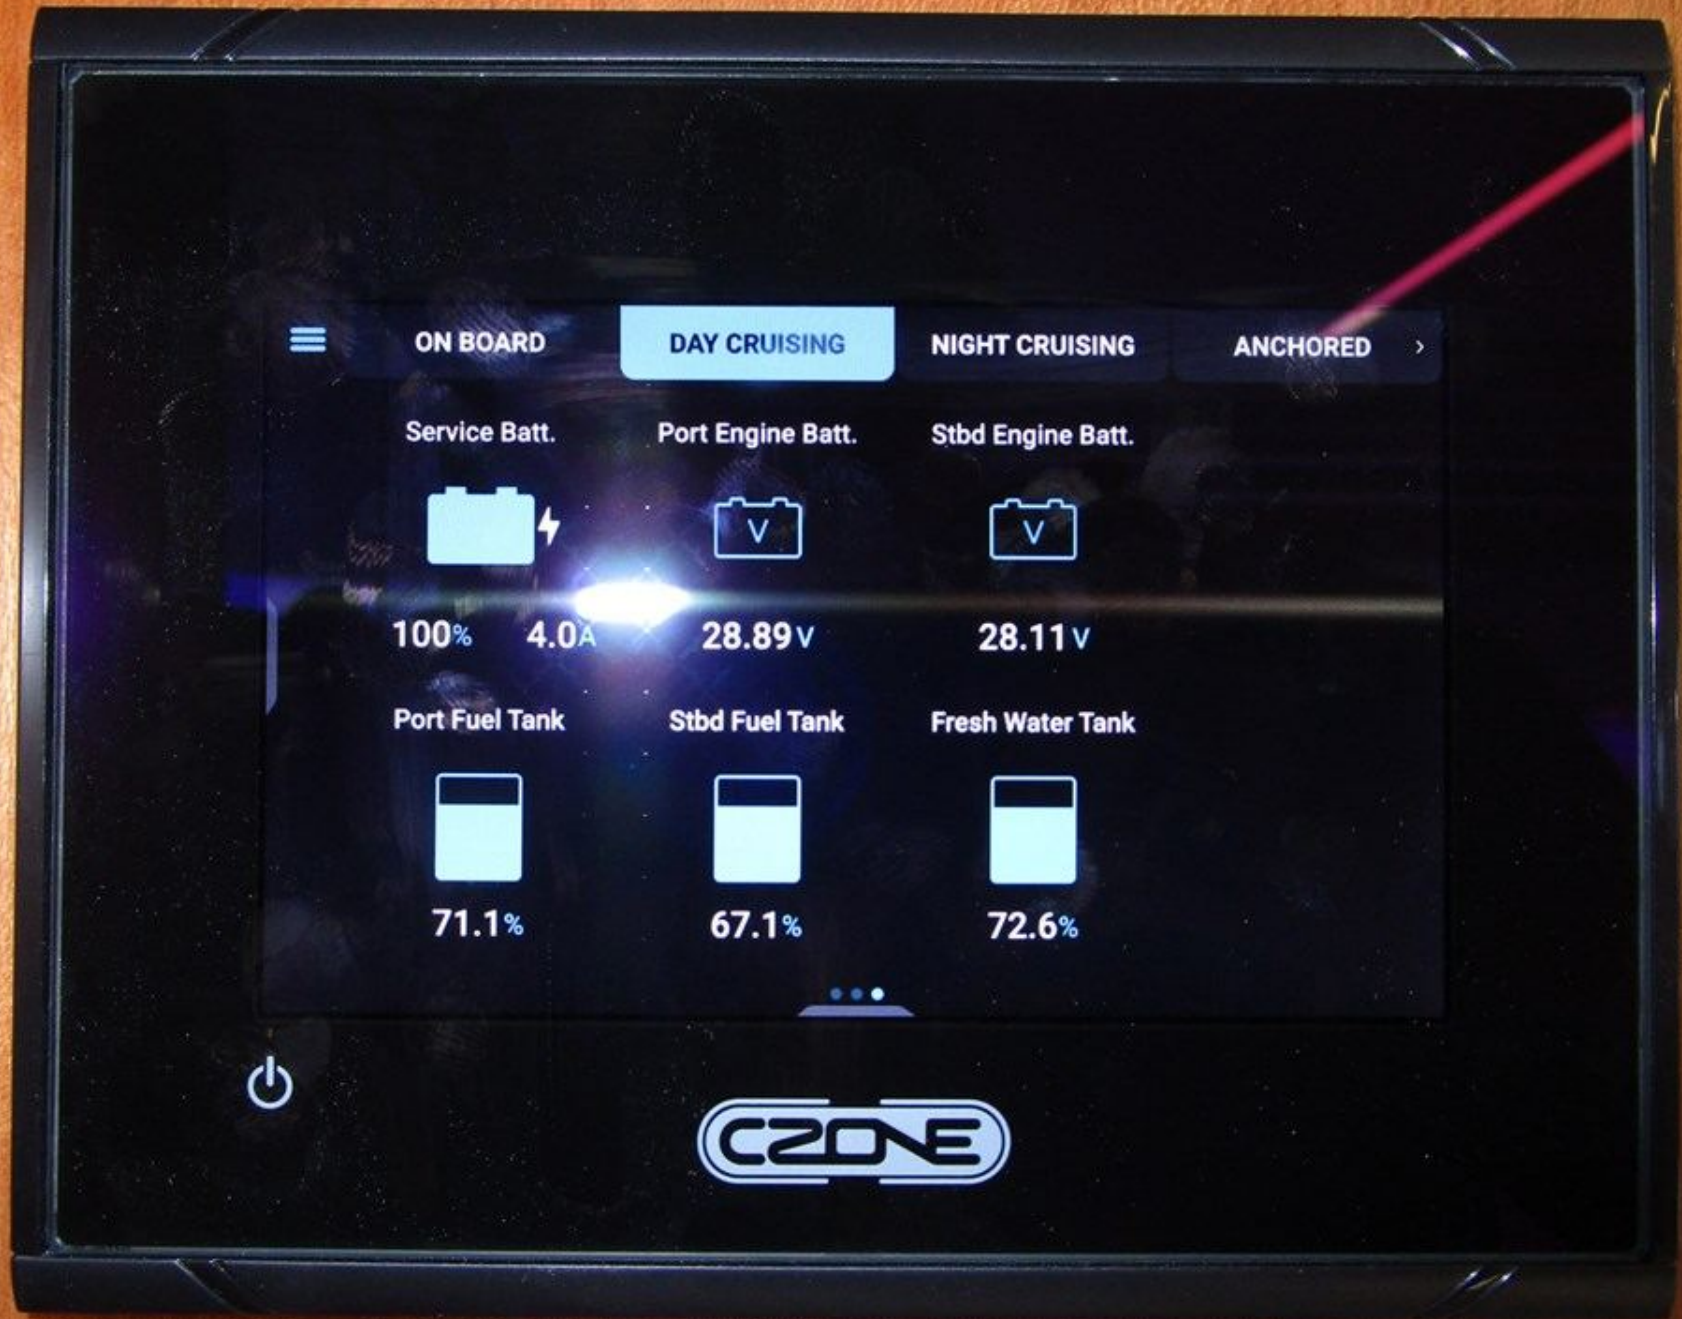 ON BOARD DAY CRUISING NIGHT CRUISING ANCHORED >
Service Batt. Port Engine Batt. Stbd Engine Batt.
V V
100% 4.0A 28.89V 28.11V
Port Fuel Tank Stbd Fuel Tank Fresh Water Tank
71.1% 67.1% 72.6%
CZONE